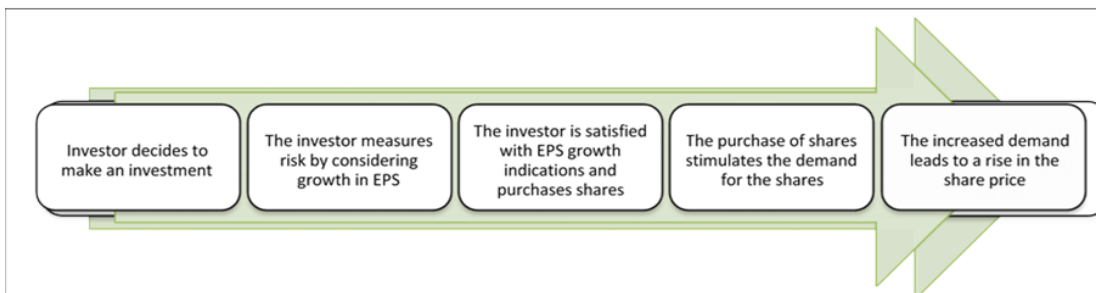 Investor decides to
make an investment
The investor measures
risk by considering
growth in EPS
The investor is satisfied
with EPS growth
indications and
purchases shares
The purchase of shares
stimulates the demand
for the shares
The increased demand
leads to a rise in the
share price